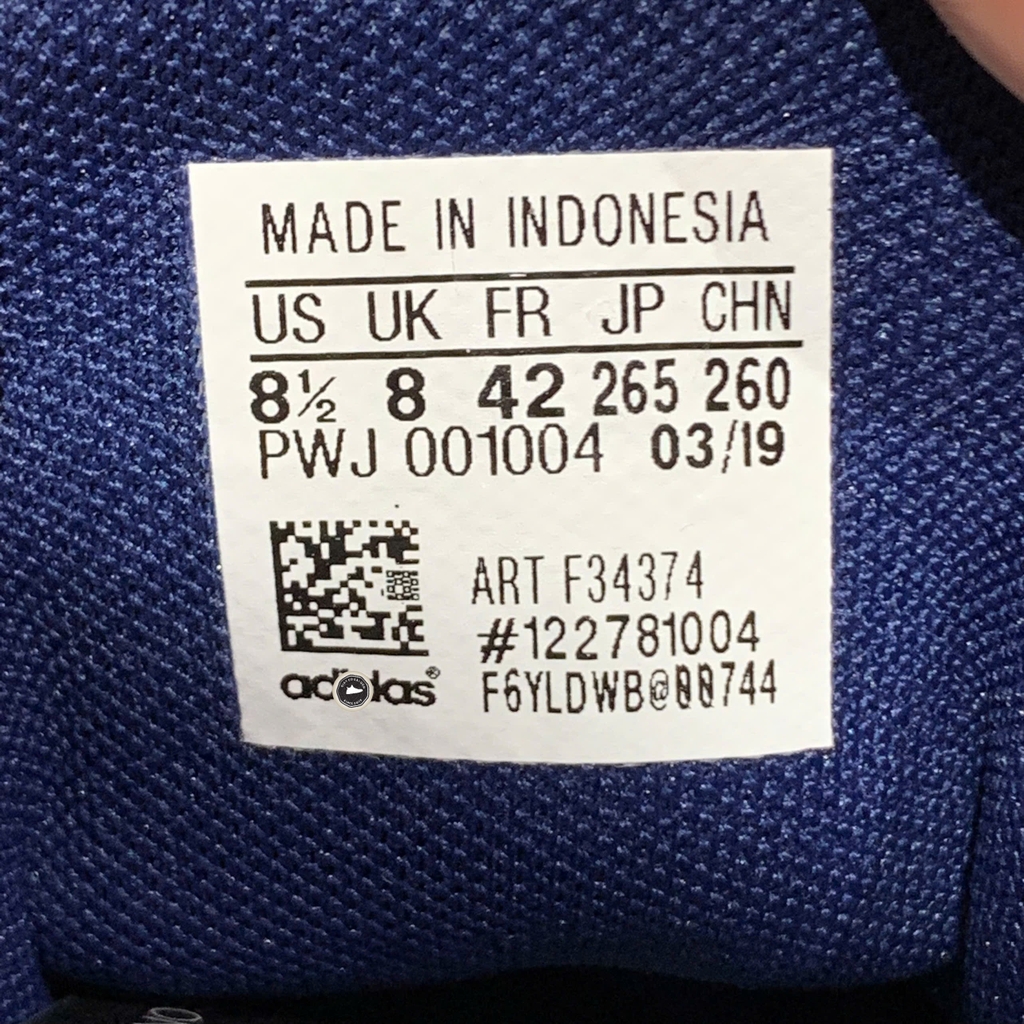 MADE IN INDONESIA
US UK FR JP CHN
8½ 8 42 265 260
PWJ 001004 03/19
ART F34374
#122781004
F6YLDWB@00744
adidas®